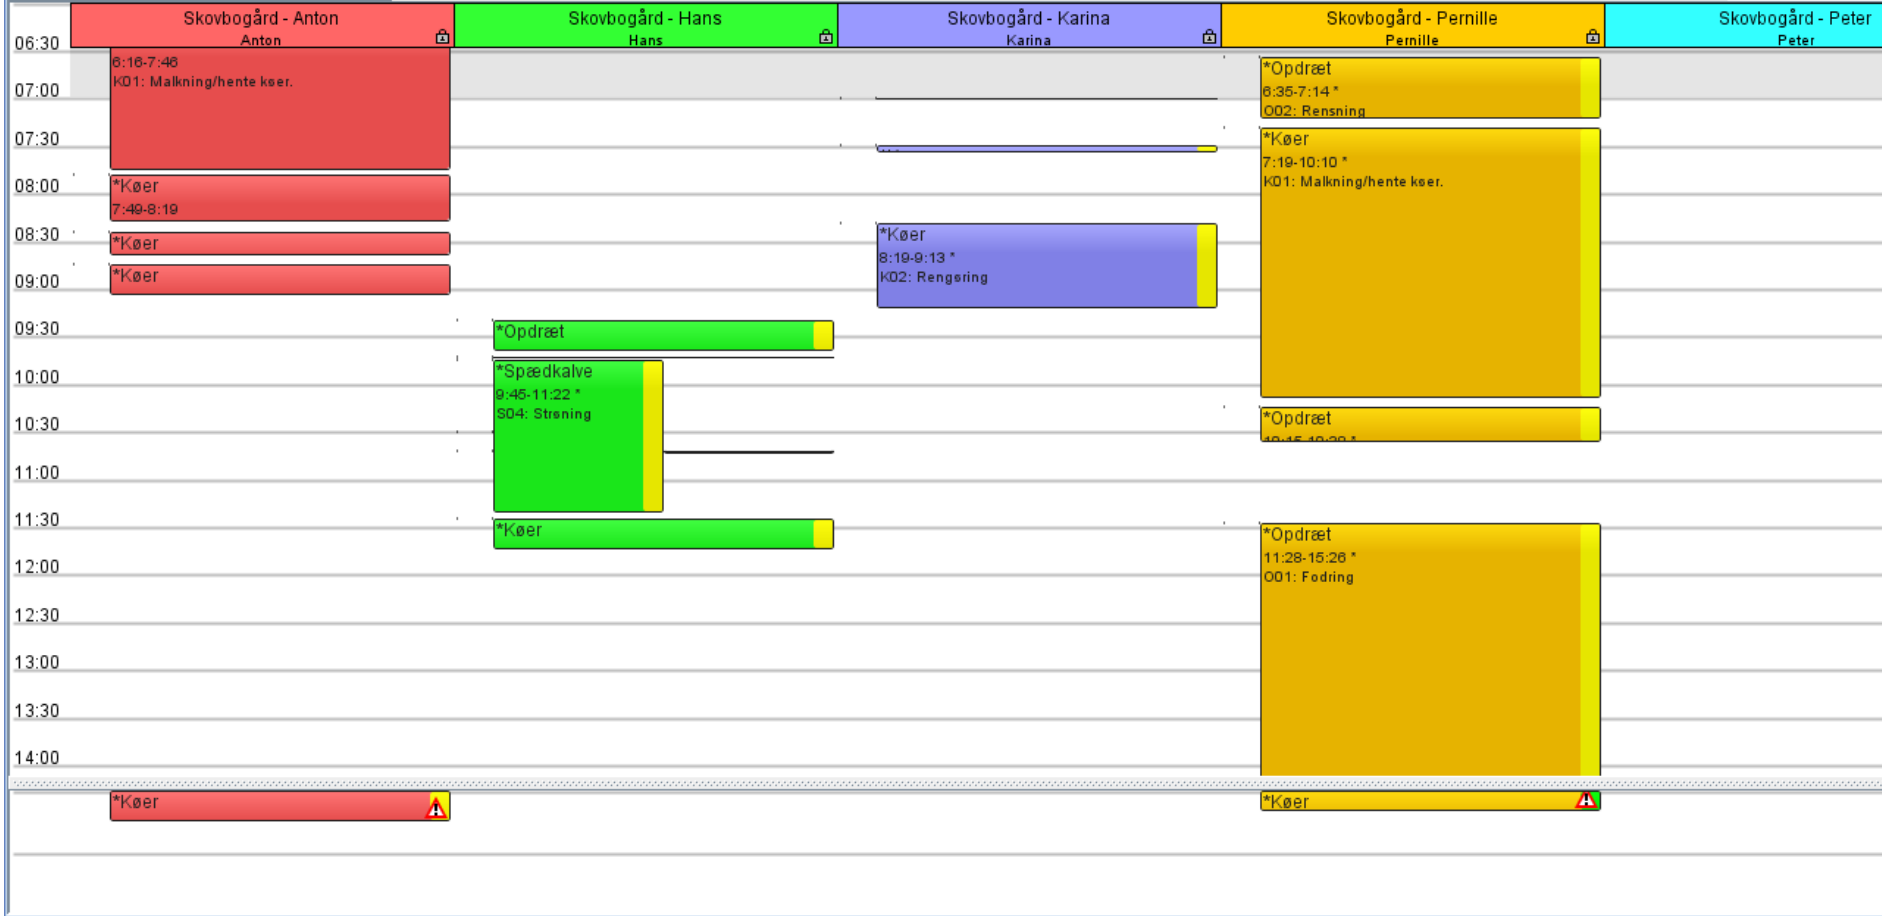 Skovbogård - Anton
Anton
Skovbogård - Hans
Hans
Skovbogård - Karina
Karina
Skovbogård - Pernille
Pernille
Skovbogård - Peter
Peter
06:30
07:00
07:30
08:00
08:30
09:00
09:30
10:00
10:30
11:00
11:30
12:00
12:30
13:00
13:30
14:00
6:16-7:46
K01: Malkning/hente køer.
*Køer
7:49-8:19
*Køer
*Køer
*Køer
*Opdræt
*Spædkalve
9:45-11:22 *
S04: Strøning
*Køer
*Køer
8:19-9:13 *
K02: Rengøring
*Opdræt
6:35-7:14 *
O02: Rensning
*Køer
7:19-10:10 *
K01: Malkning/hente køer.
*Opdræt
*Opdræt
11:28-15:26 *
O01: Fodring
*Køer